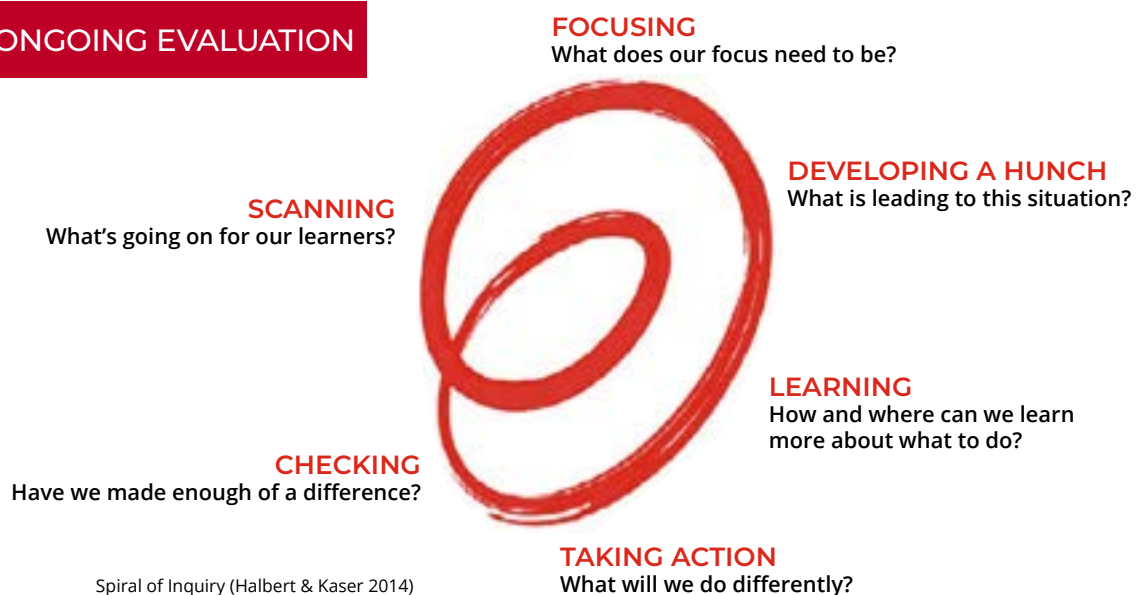 ONGOING EVALUATION
FOCUSING
What does our focus need to be?
DEVELOPING A HUNCH
What is leading to this situation?
SCANNING
What’s going on for our learners?
LEARNING
How and where can we learn
more about what to do?
CHECKING
Have we made enough of a difference?
TAKING ACTION
What will we do differently?
Spiral of Inquiry (Halbert & Kaser 2014)